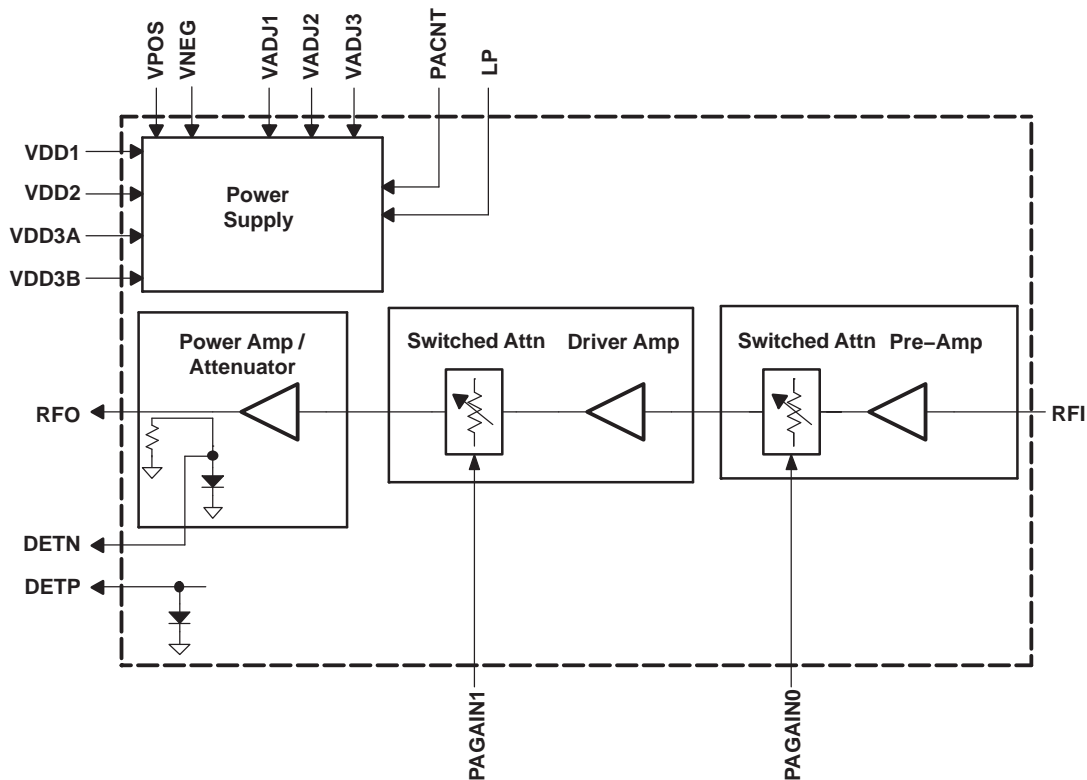 VPOS
VNEG
VADJ1
VADJ2
VADJ3
PACNT
LP
VDD1
VDD2
VDD3A
VDD3B
Power
Supply
Power Amp /
Attenuator
Switched Attn
Driver Amp
Switched Attn
Pre−Amp
RFO
RFI
DETN
DETP
PAGAIN1
PAGAIN0